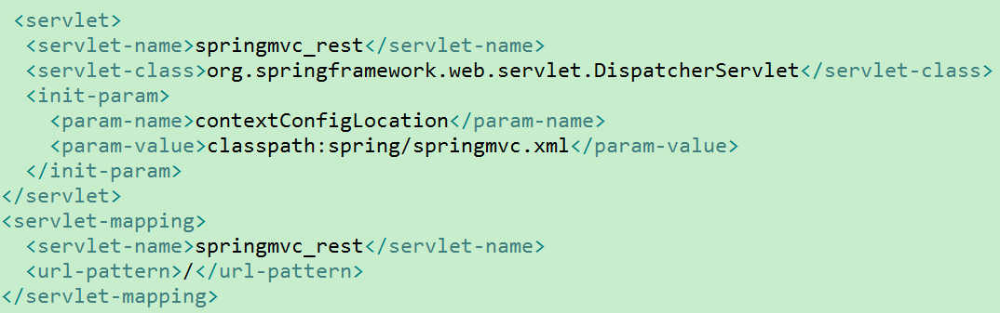 <servlet>
<servlet-name>springmvc_rest</servlet-name>
<servlet-class>org.springframework.web.servlet.DispatcherServlet</servlet-class>
<init-param>
<param-name>contextConfigLocation</param-name>
<param-value>classpath:spring/springmvc.xml</param-value>
</init-param>
</servlet>
<servlet-mapping>
<servlet-name>springmvc_rest</servlet-name>
<url-pattern>/</url-pattern>
</servlet-mapping>